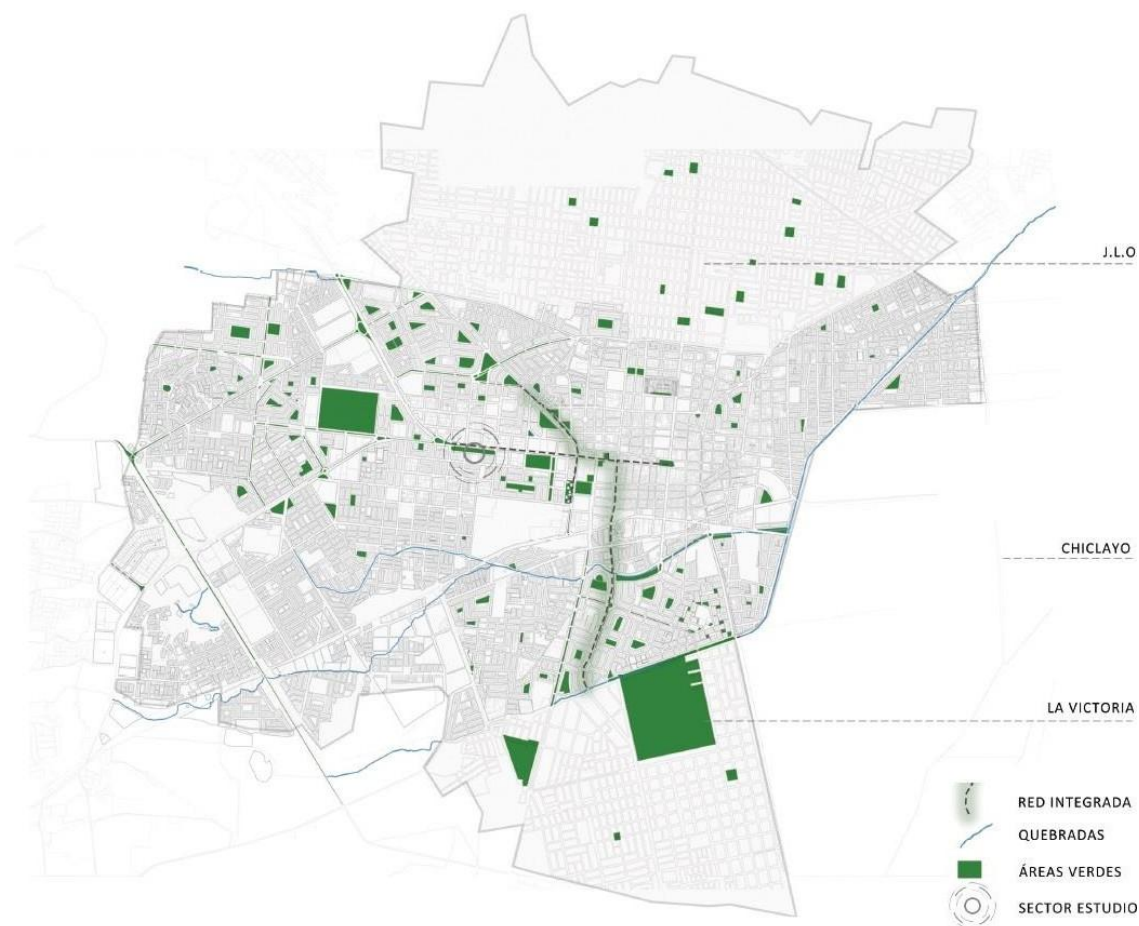 J.L.O
CHICLAYO
LA VICTORIA
RED INTEGRADA
QUEBRADAS
ÁREAS VERDES
SECTOR ESTUDIO